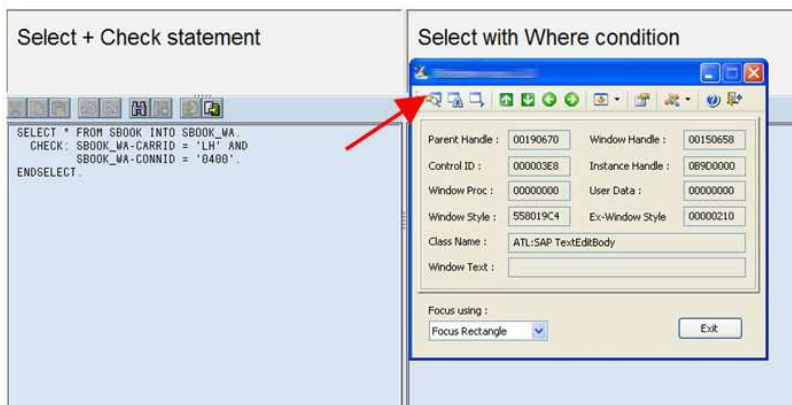 Select + Check statement
Select with Where condition
SELECT * FROM SBOOK INTO SBOOK_WA.
CHECK: SBOOK_WA-CARRID = 'LH' AND
SBOOK_WA-CONNID = '0400'.
ENDSELECT.
Parent Handle : 00190670 Window Handle : 00150658
Control ID : 000003E8 Instance Handle : 0B9D0000
Window Proc : 00000000 User Data : 00000000
Window Style : 558019C4 Ex-Window Style 00000210
Class Name : ATL:SAP TextEditBody
Window Text :
Focus using :
Focus Rectangle
Exit